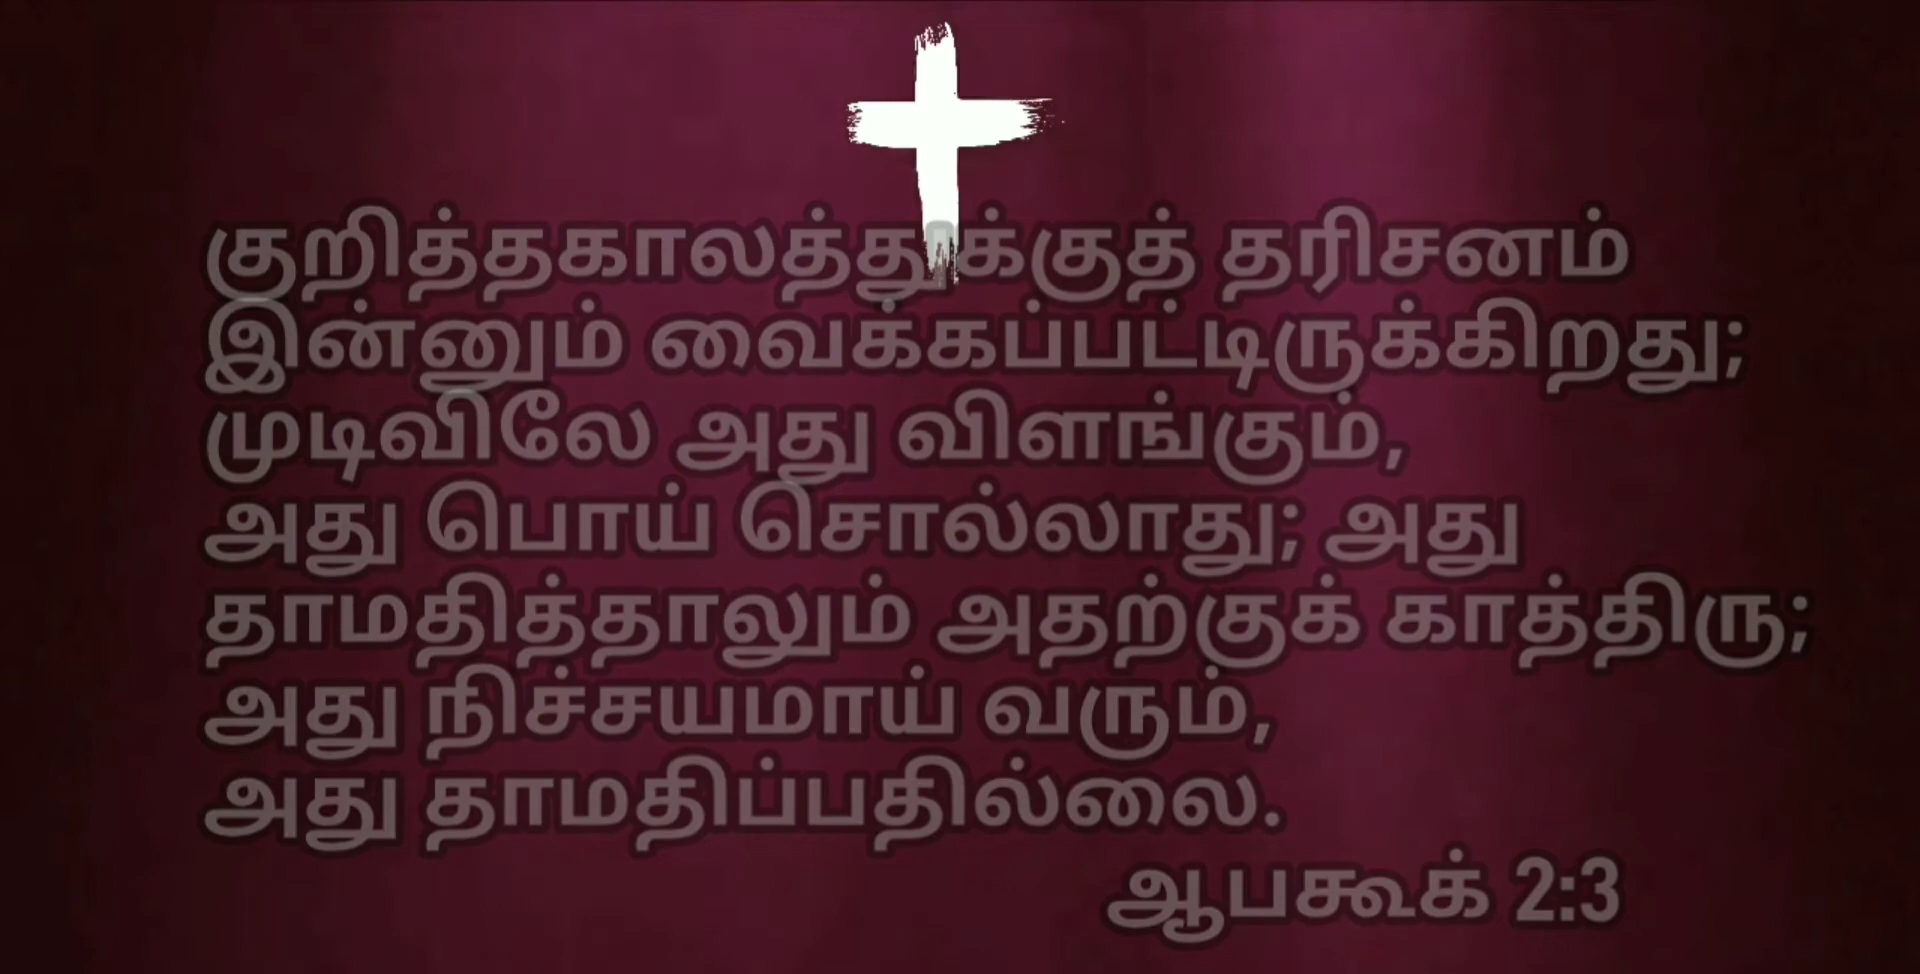 குறித்தகாலத்துக்குத் தரிசனம்
இன்னும் வைக்கப்பட்டிருக்கிறது;
முடிவிலே அது விளங்கும்,
அது பொய் சொல்லாது; அது
தாமதித்தாலும் அதற்குக் காத்திரு;
அது நிச்சயமாய் வரும்,
அது தாமதிப்பதில்லை.
ஆபகூக் 2:3